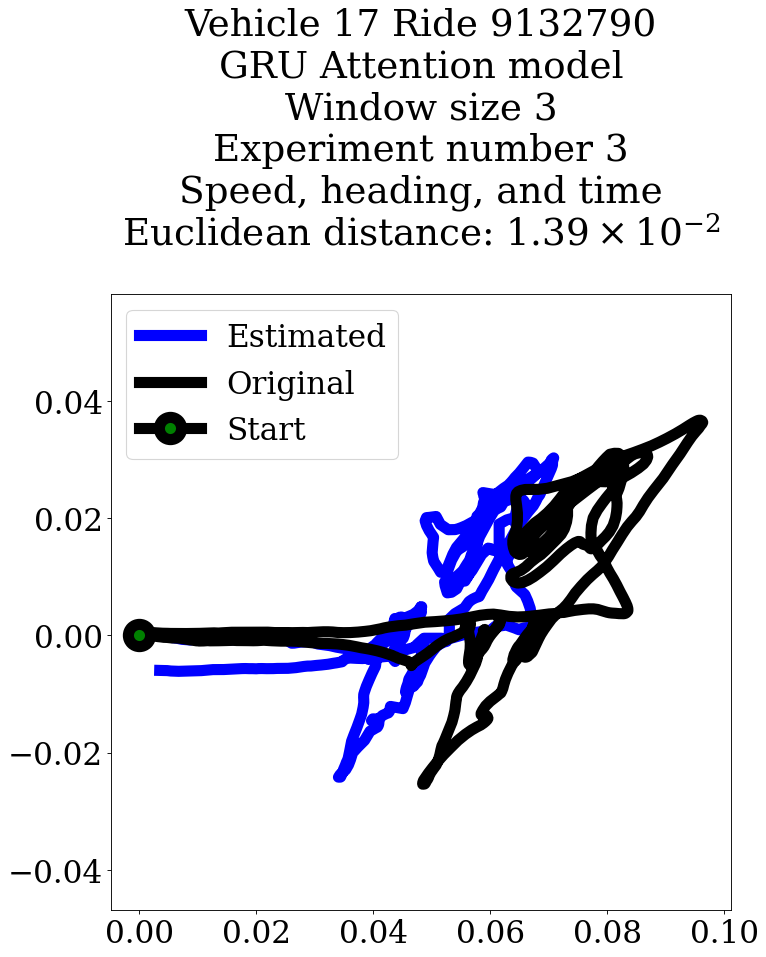 Vehicle 17 Ride 9132790
GRU Attention model
Window size 3
Experiment number 3
Speed, heading, and time
Euclidean distance: 1.39 × 10⁻²
Estimated
Original
Start
0.04
0.02
0.00
−0.02
−0.04
0.00 0.02 0.04 0.06 0.08 0.10